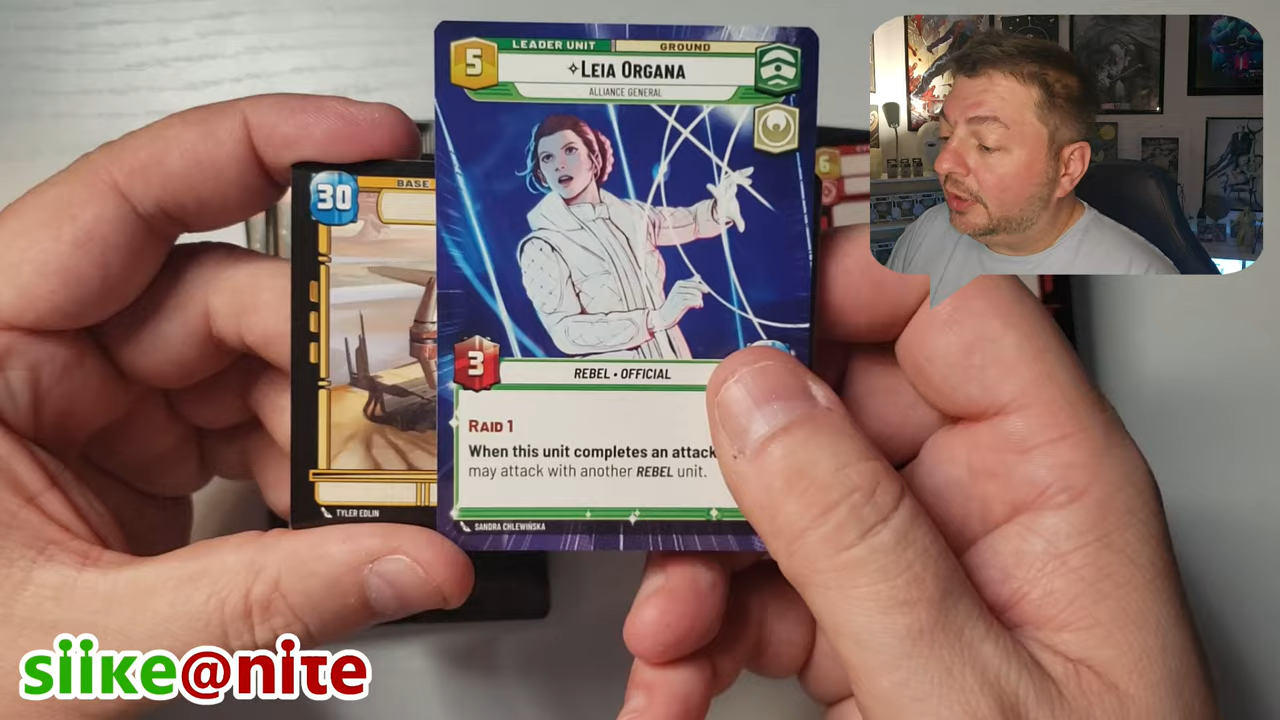 LEADER UNIT GROUND
5
✧LEIA ORGANA
ALLIANCE GENERAL
30
BASE
6
3
REBEL • OFFICIAL
RAID 1
When this unit completes an attack
may attack with another REBEL unit.
TYLER EDLIN
SANDRA CHLEWIŃSKA
siike@nite